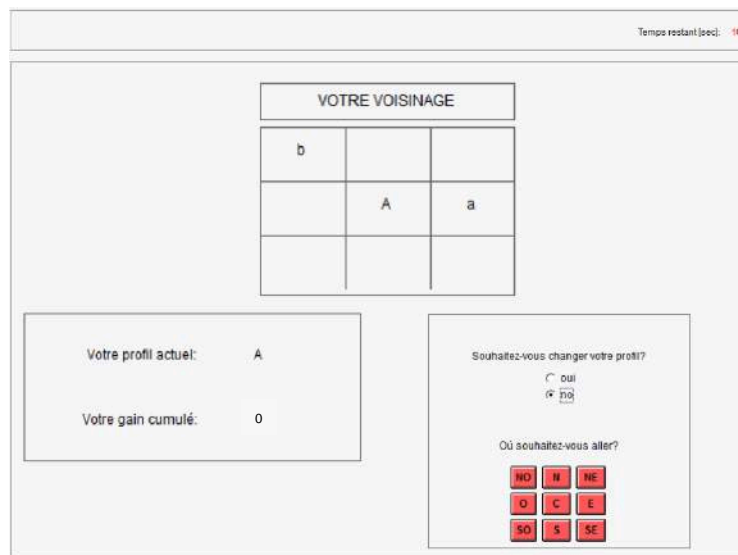 Temps restant [sec]:
VOTRE VOISINAGE
b
A a
Votre profil actuel: A
Votre gain cumulé: 0
Souhaitez-vous changer votre profil?
oui
no
Où souhaitez-vous aller?
NO N NE
O C E
SO S SE